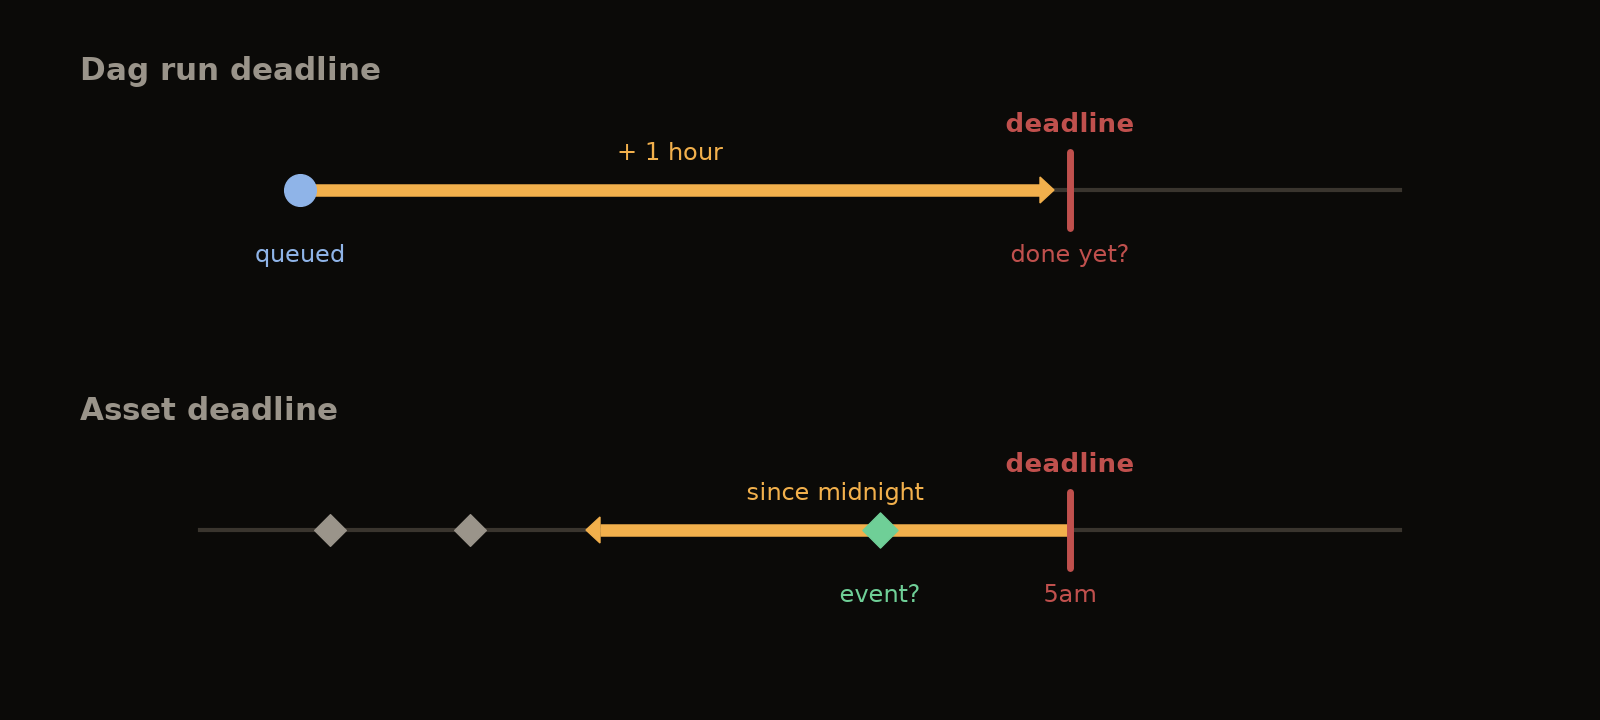 Dag run deadline
deadline
+ 1 hour
queued
done yet?
Asset deadline
deadline
since midnight
event?
5am